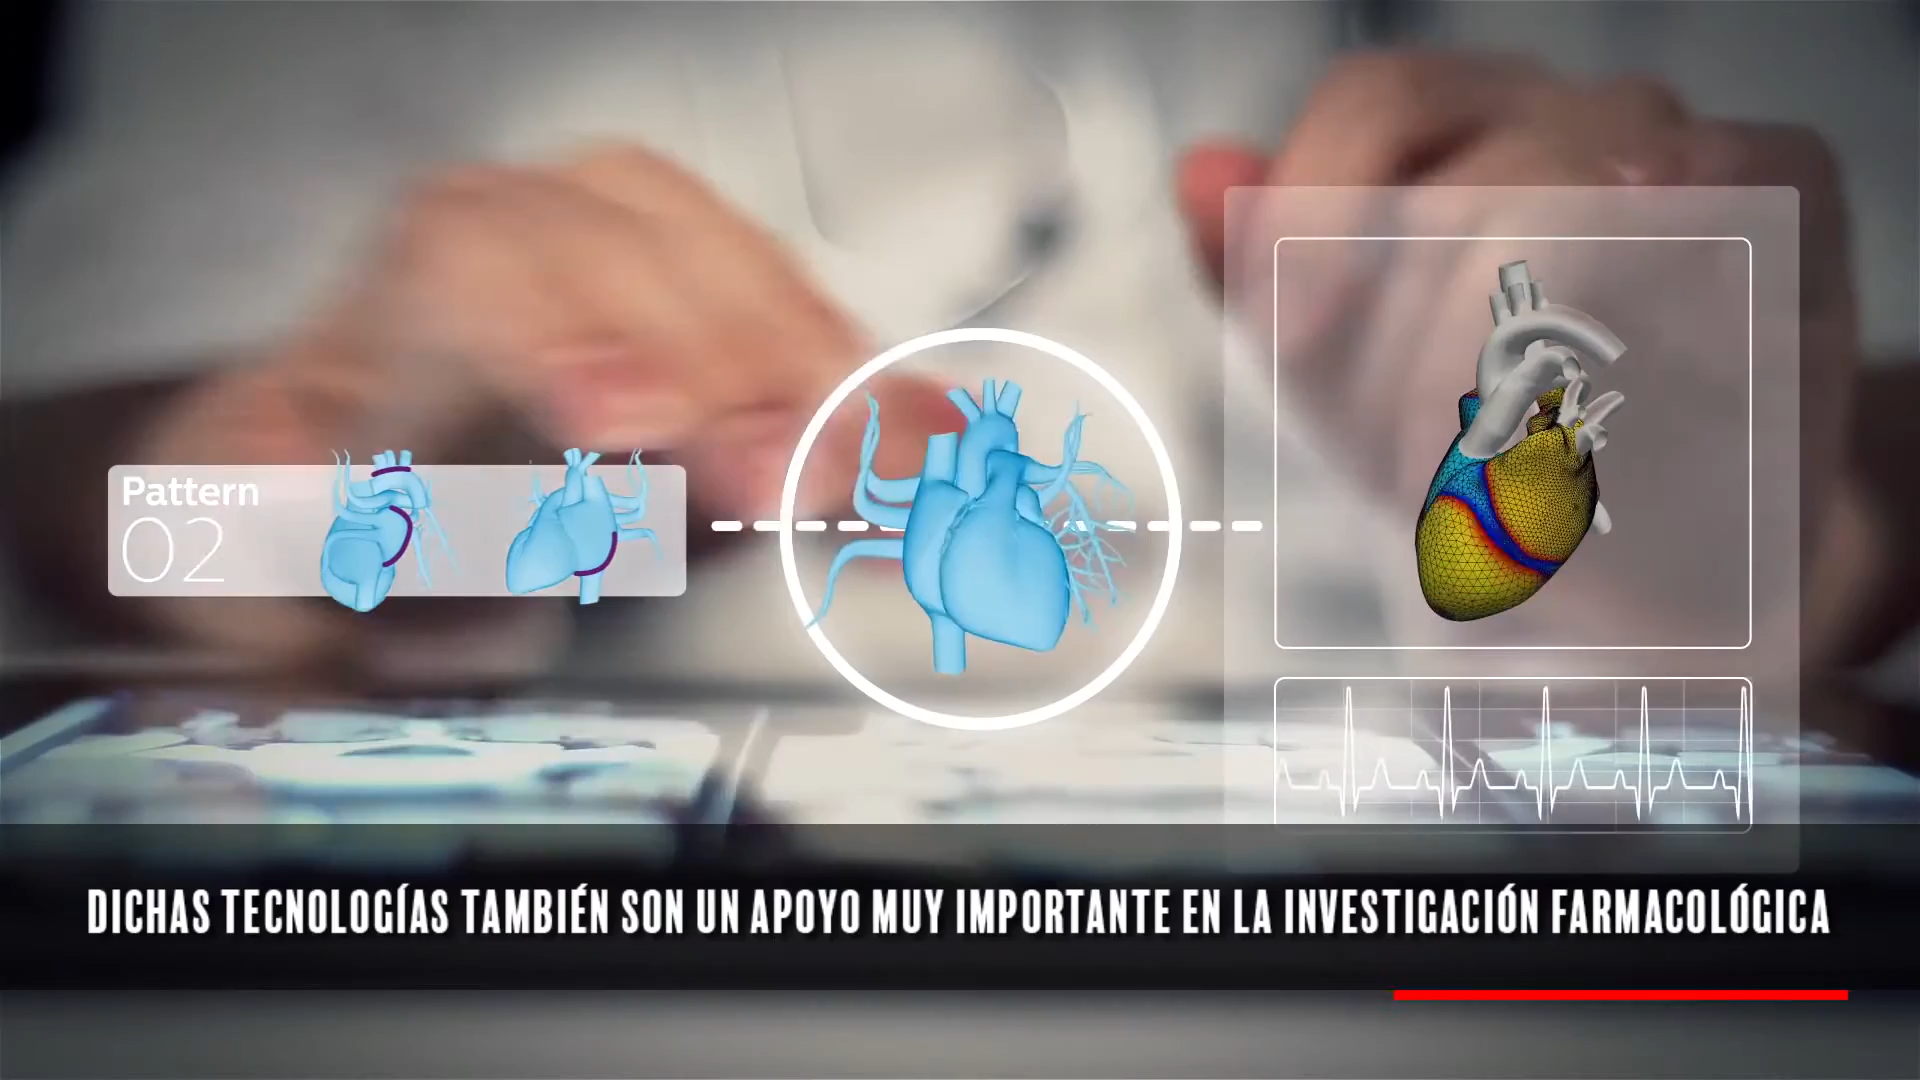 Pattern
02
DICHAS TECNOLOGÍAS TAMBIÉN SON UN APOYO MUY IMPORTANTE EN LA INVESTIGACIÓN FARMACOLÓGICA